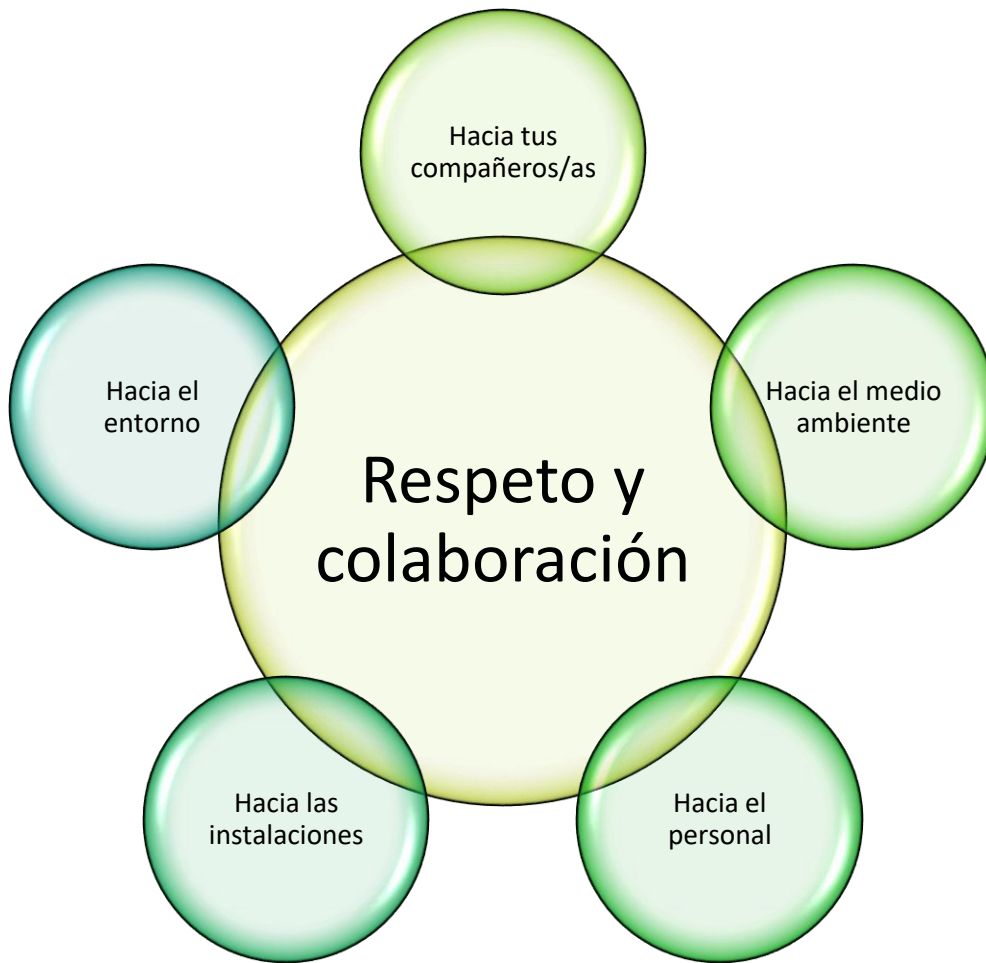 Hacia tus
compañeros/as
Hacia el
entorno
Hacia el medio
ambiente
Respeto y
colaboración
Hacia las
instalaciones
Hacia el
personal